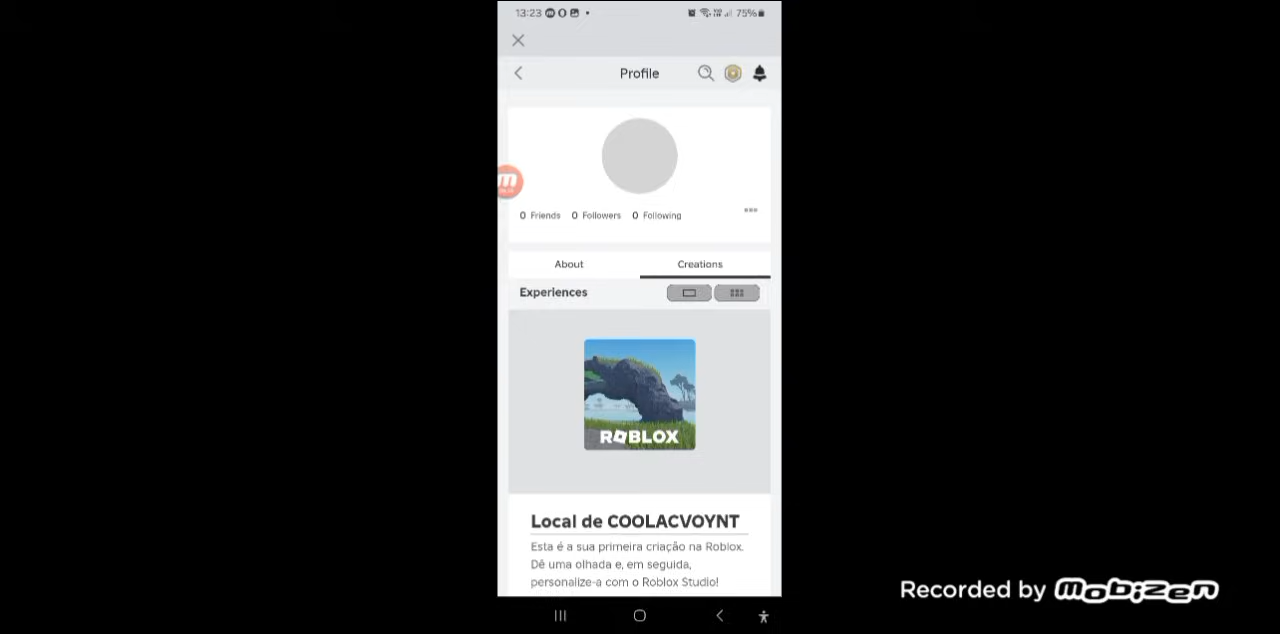 13:23
75%
Profile
0 Friends 0 Followers 0 Following
About Creations
Experiences
ROBLOX
Local de COOLACVOYNT
Esta é a sua primeira criação na Roblox.
Dê uma olhada e, em seguida,
personalize-a com o Roblox Studio!
Recorded by mobizen